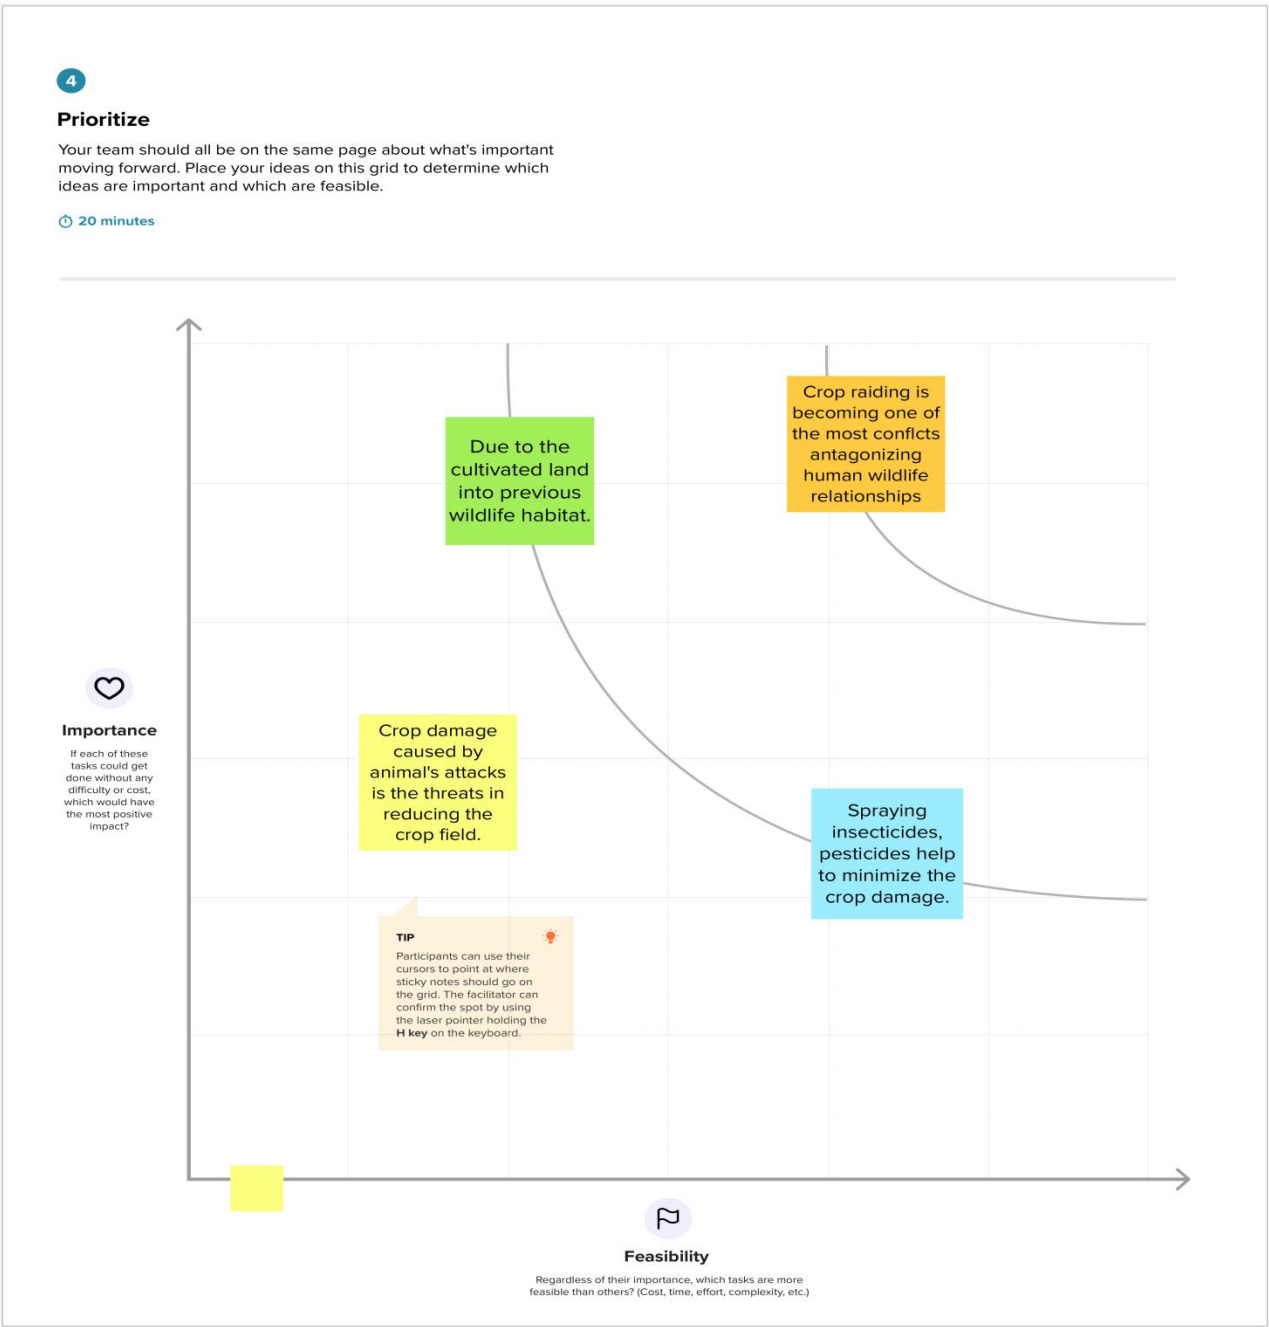 4
Prioritize
Your team should all be on the same page about what's important
moving forward. Place your ideas on this grid to determine which
ideas are important and which are feasible.
20 minutes
Due to the
cultivated land
into previous
wildlife habitat.
Crop raiding is
becoming one of
the most conflcts
antagonizing
human wildlife
relationships
Importance
If each of these
tasks could get
done without any
difficulty or cost,
which would have
the most positive
impact?
Crop damage
caused by
animal's attacks
is the threats in
reducing the
crop field.
Spraying
insecticides,
pesticides help
to minimize the
crop damage.
TIP
Participants can use their
cursors to point at where
sticky notes should go on
the grid. The facilitator can
confirm the spot by using
the laser pointer holding the
H key on the keyboard.
Feasibility
Regardless of their importance, which tasks are more
feasible than others? (Cost, time, effort, complexity, etc.)